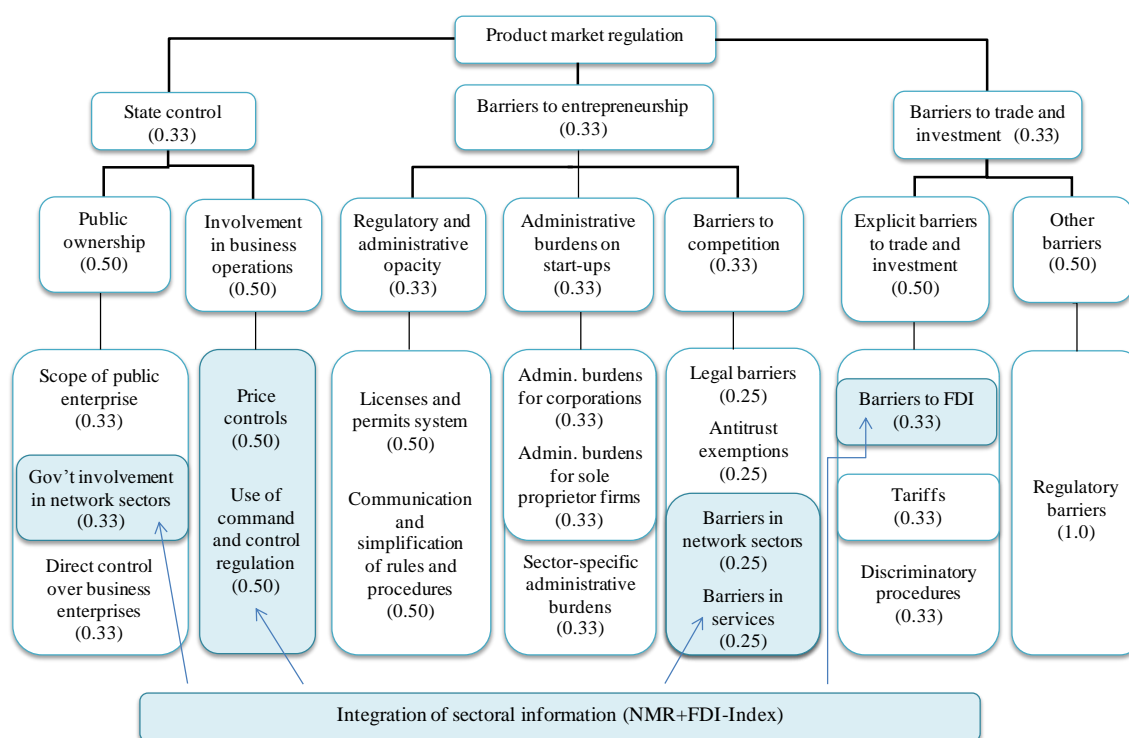 Product market regulation
State control
(0.33)
Barriers to entrepreneurship
(0.33)
Barriers to trade and
investment (0.33)
Public
ownership
(0.50)
Involvement
in business
operations
(0.50)
Regulatory and
administrative
opacity
(0.33)
Administrative
burdens on
start-ups
(0.33)
Barriers to
competition
(0.33)
Explicit barriers
to trade and
investment
(0.50)
Other
barriers
(0.50)
Scope of public
enterprise
(0.33)
Gov’t involvement
in network sectors
(0.33)
Direct control
over business
enterprises
(0.33)
Price
controls
(0.50)
Use of
command
and control
regulation
(0.50)
Licenses and
permits system
(0.50)
Communication
and
simplification
of rules and
procedures
(0.50)
Admin. burdens
for corporations
(0.33)
Admin. burdens
for sole
proprietor firms
(0.33)
Sector-specific
administrative
burdens
(0.33)
Legal barriers
(0.25)
Antitrust
exemptions
(0.25)
Barriers in
network sectors
(0.25)
Barriers in
services
(0.25)
Barriers to FDI
(0.33)
Tariffs
(0.33)
Discriminatory
procedures
(0.33)
Regulatory
barriers
(1.0)
Integration of sectoral information (NMR+FDI-Index)